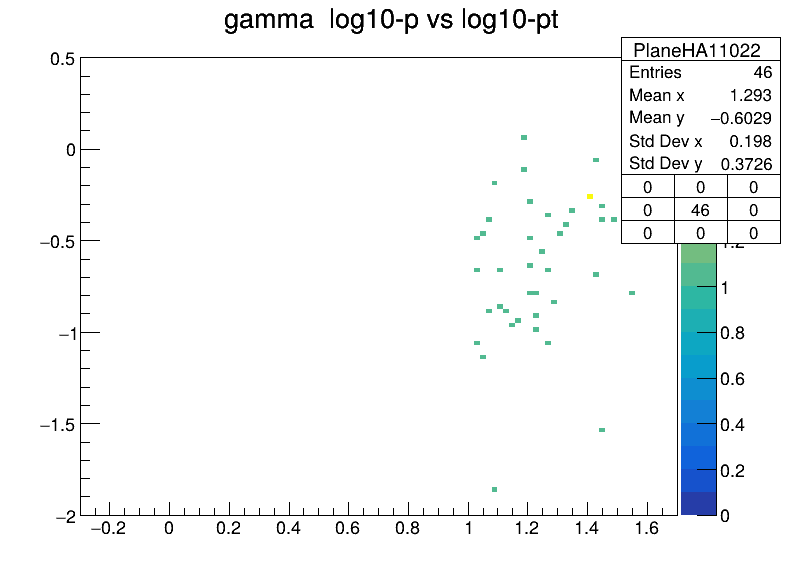 gamma  log10-p vs log10-pt
PlaneHA11022
Entries 46
Mean x 1.293
Mean y −0.6029
Std Dev x 0.198
Std Dev y 0.3726
0 0 0
0 46 0
0 0 0
0.5
0
−0.5
−1
−1.5
−2
−0.2 0 0.2 0.4 0.6 0.8 1 1.2 1.4 1.6
1.2
1
0.8
0.6
0.4
0.2
0